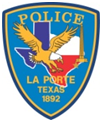 POLICE
LA PORTE
TEXAS
1892